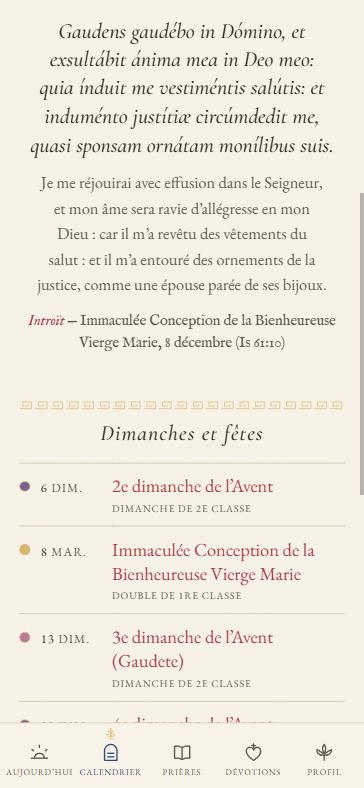 Gaudens gaudébo in Dómino, et
exsultábit ánima mea in Deo meo:
quia índuit me vestiméntis salútis: et
induménto justítiæ circúmdedit me,
quasi sponsam ornátam monílibus suis.
Je me réjouirai avec effusion dans le Seigneur,
et mon âme sera ravie d’allégresse en mon
Dieu : car il m’a revêtu des vêtements du
salut : et il m’a entouré des ornements de la
justice, comme une épouse parée de ses bijoux.
Introït — Immaculée Conception de la Bienheureuse
Vierge Marie, 8 décembre (Is 61:10)
Dimanches et fêtes
6 DIM. 2e dimanche de l’Avent
DIMANCHE DE 2E CLASSE
8 MAR. Immaculée Conception de la
Bienheureuse Vierge Marie
DOUBLE DE 1RE CLASSE
13 DIM. 3e dimanche de l’Avent
(Gaudete)
DIMANCHE DE 2E CLASSE
AUJOURD’HUI CALENDRIER PRIÈRES DÉVOTIONS PROFIL